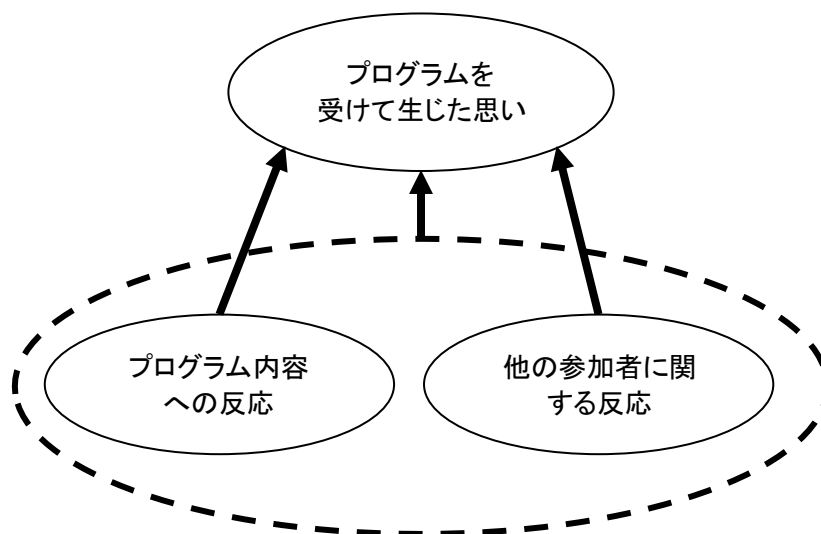 プログラムを
受けて生じた思い
プログラム内容
への反応
他の参加者に関
する反応